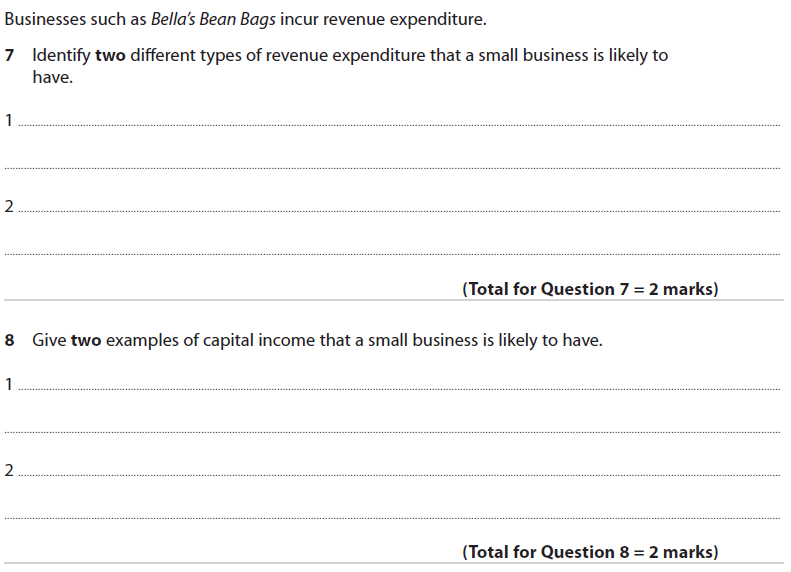 Businesses such as Bella's Bean Bags incur revenue expenditure.
7 Identify two different types of revenue expenditure that a small business is likely to
have.
1
2
(Total for Question 7 = 2 marks)
8 Give two examples of capital income that a small business is likely to have.
1
2
(Total for Question 8 = 2 marks)